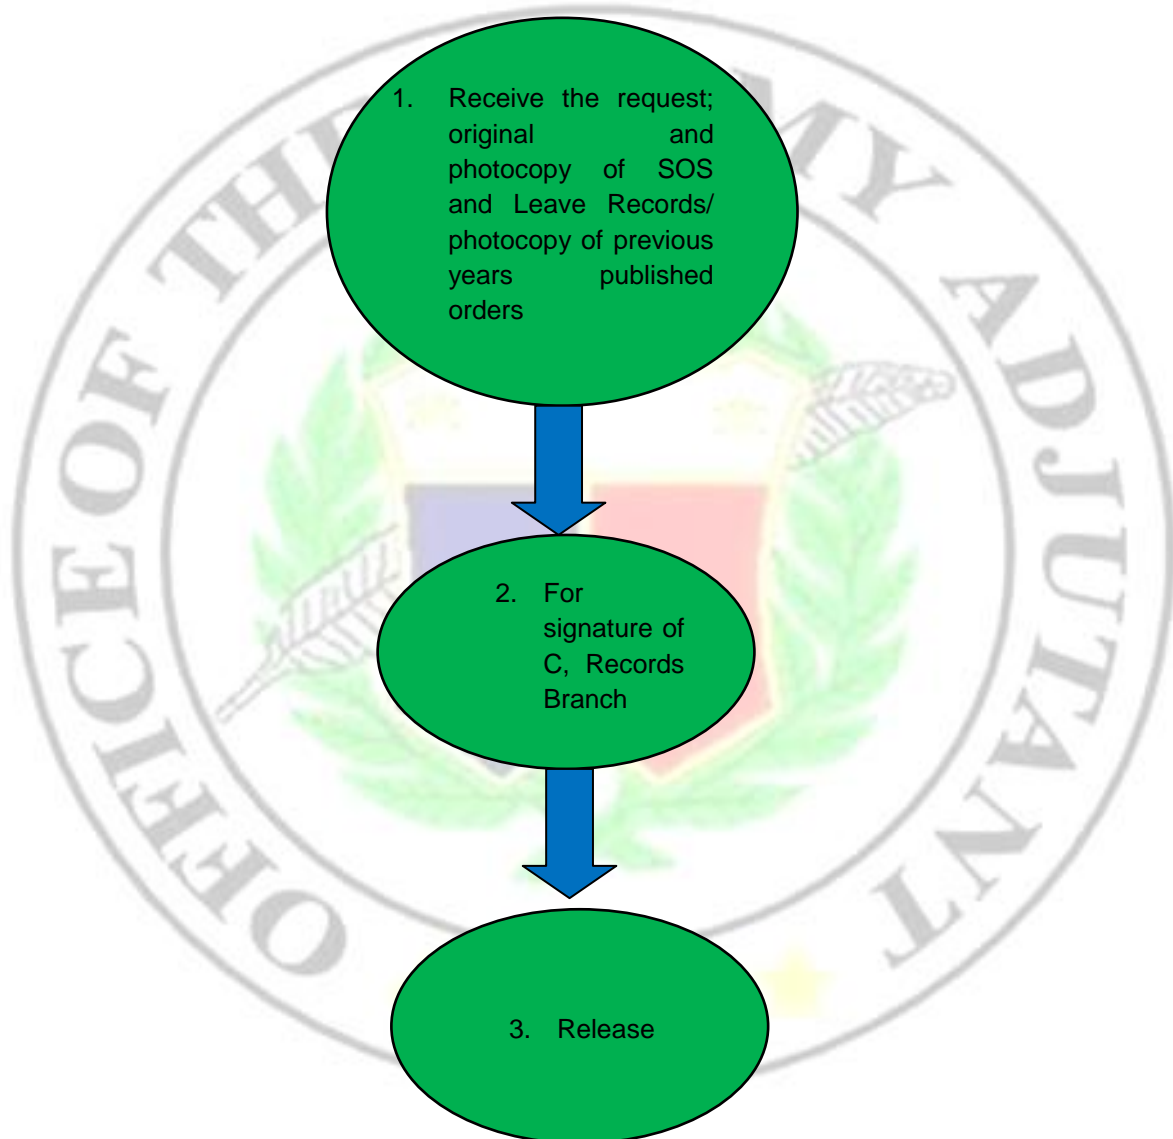 OFFICE OF THE ARMY ADJUTANT
1. Receive the request;
original and
photocopy of SOS
and Leave Records/
photocopy of previous
years published
orders
2. For
signature of
C, Records
Branch
3. Release